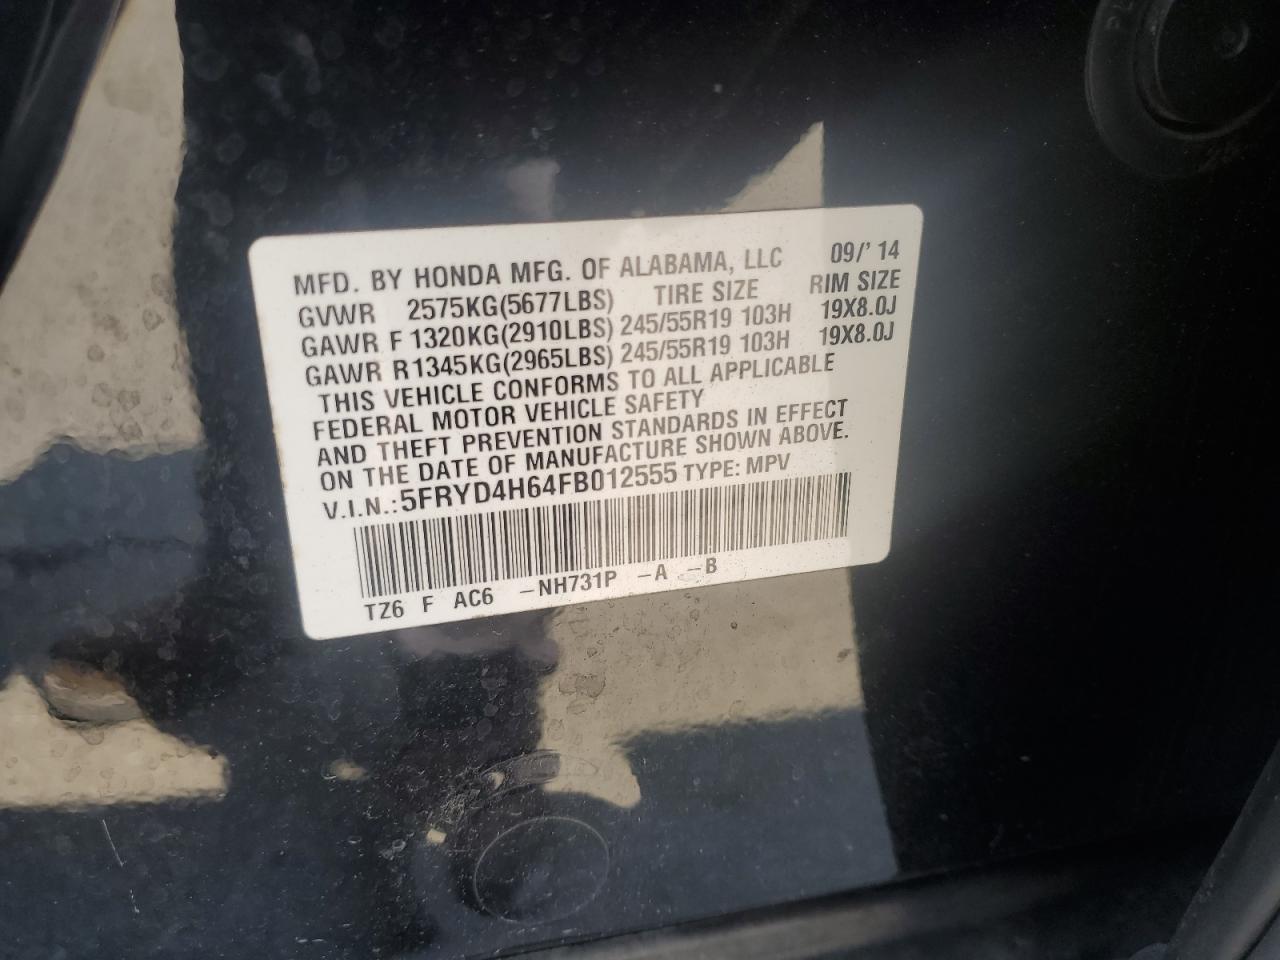 MFD. BY HONDA MFG. OF ALABAMA, LLC 09/' 14
GVWR 2575KG(5677LBS) TIRE SIZE RIM SIZE
GAWR F 1320KG(2910LBS) 245/55R19 103H 19X8.0J
GAWR R1345KG(2965LBS) 245/55R19 103H 19X8.0J
THIS VEHICLE CONFORMS TO ALL APPLICABLE
FEDERAL MOTOR VEHICLE SAFETY
AND THEFT PREVENTION STANDARDS IN EFFECT
ON THE DATE OF MANUFACTURE SHOWN ABOVE.
V.I.N.:5FRYD4H64FB012555 TYPE: MPV
TZ6 F AC6 -NH731P -A -B